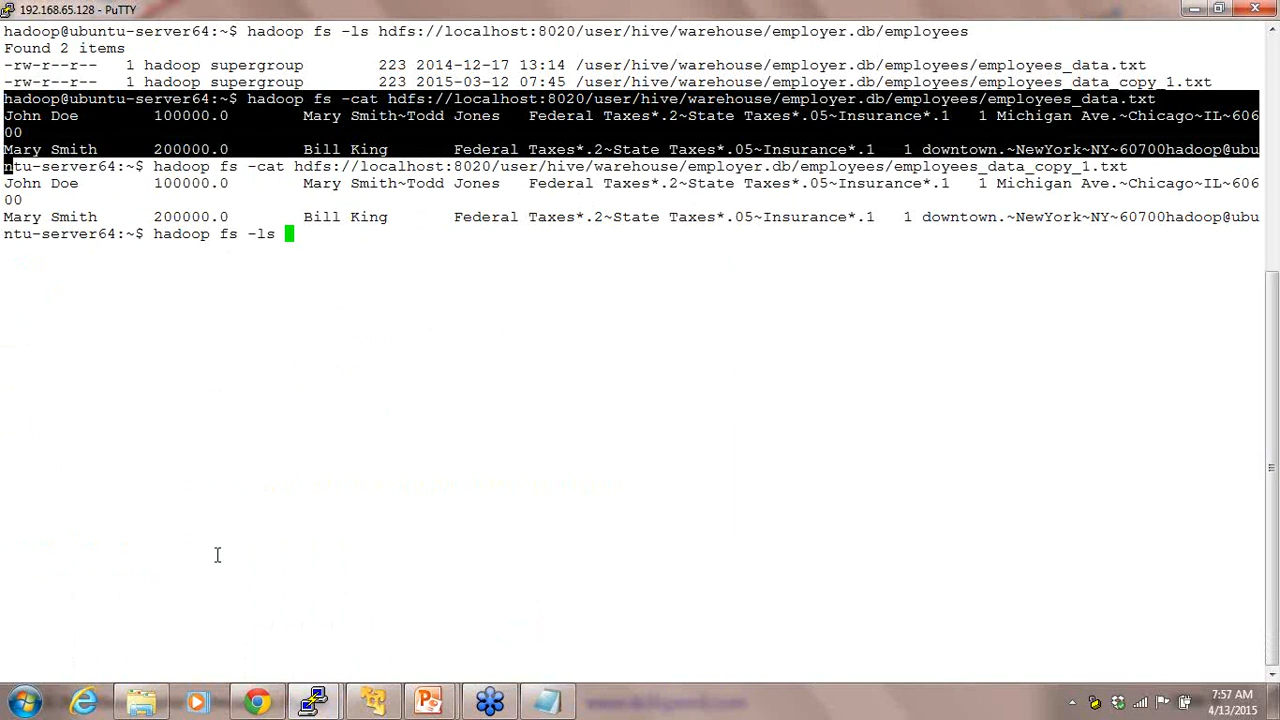 192.168.65.128 - PuTTY
hadoop@ubuntu-server64:~$ hadoop fs -ls hdfs://localhost:8020/user/hive/warehouse/employer.db/employees
Found 2 items
-rw-r--r-- 1 hadoop supergroup 223 2014-12-17 13:14 /user/hive/warehouse/employer.db/employees/employees_data.txt
-rw-r--r-- 1 hadoop supergroup 223 2015-03-12 07:45 /user/hive/warehouse/employer.db/employees/employees_data_copy_1.txt
hadoop@ubuntu-server64:~$ hadoop fs -cat hdfs://localhost:8020/user/hive/warehouse/employer.db/employees/employees_data.txt
John Doe 100000.0 Mary Smith~Todd Jones Federal Taxes*.2~State Taxes*.05~Insurance*.1 1 Michigan Ave.~Chicago~IL~606
00
Mary Smith 200000.0 Bill King Federal Taxes*.2~State Taxes*.05~Insurance*.1 1 downtown.~NewYork~NY~60700hadoop@ubu
ntu-server64:~$ hadoop fs -cat hdfs://localhost:8020/user/hive/warehouse/employer.db/employees/employees_data_copy_1.txt
John Doe 100000.0 Mary Smith~Todd Jones Federal Taxes*.2~State Taxes*.05~Insurance*.1 1 Michigan Ave.~Chicago~IL~606
00
Mary Smith 200000.0 Bill King Federal Taxes*.2~State Taxes*.05~Insurance*.1 1 downtown.~NewYork~NY~60700hadoop@ubu
ntu-server64:~$ hadoop fs -ls
7:57 AM
4/13/2015